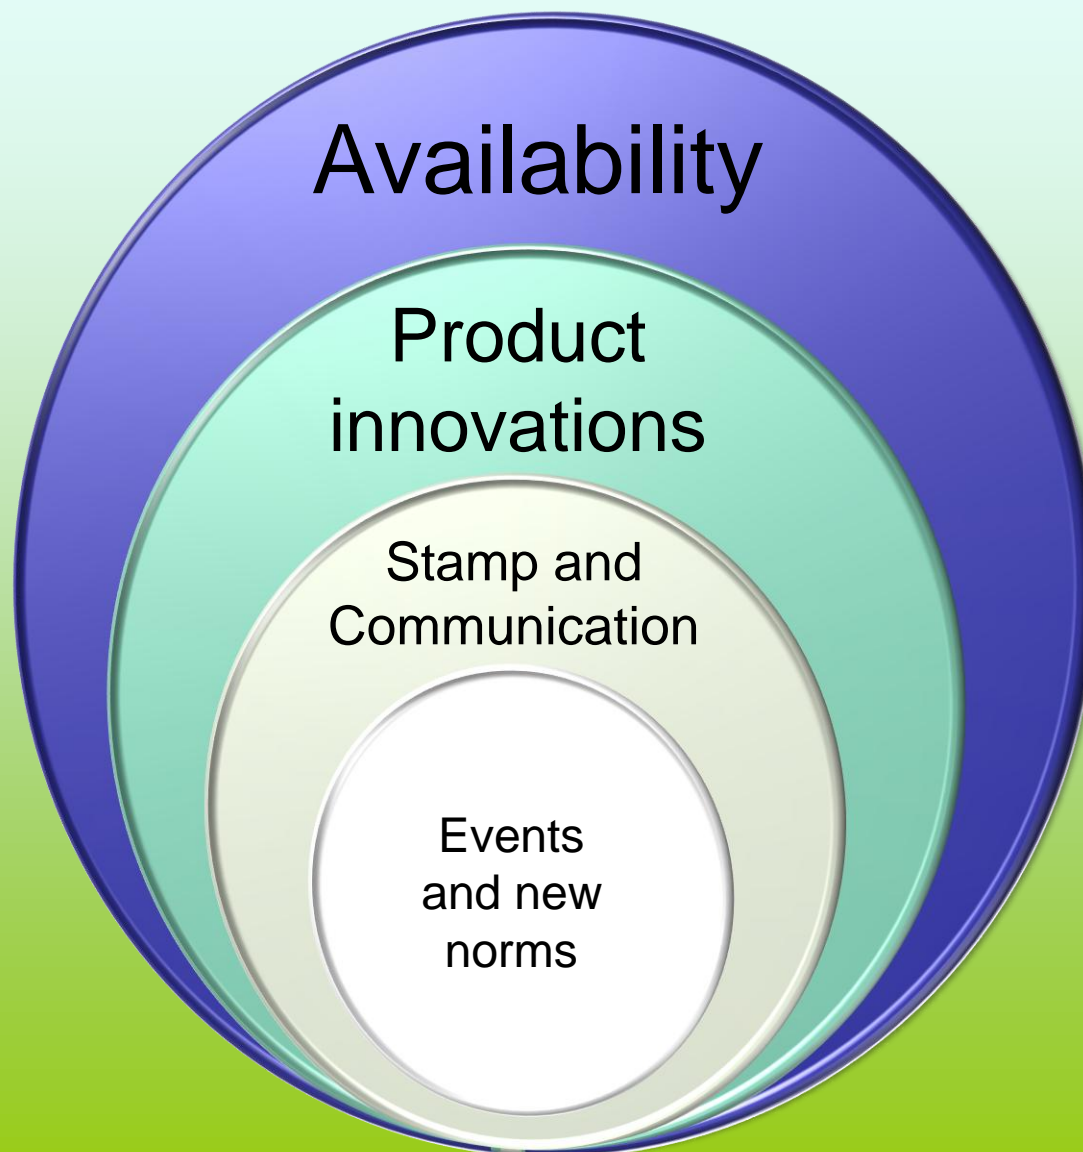 Availability
Product
innovations
Stamp and
Communication
Events
and new
norms